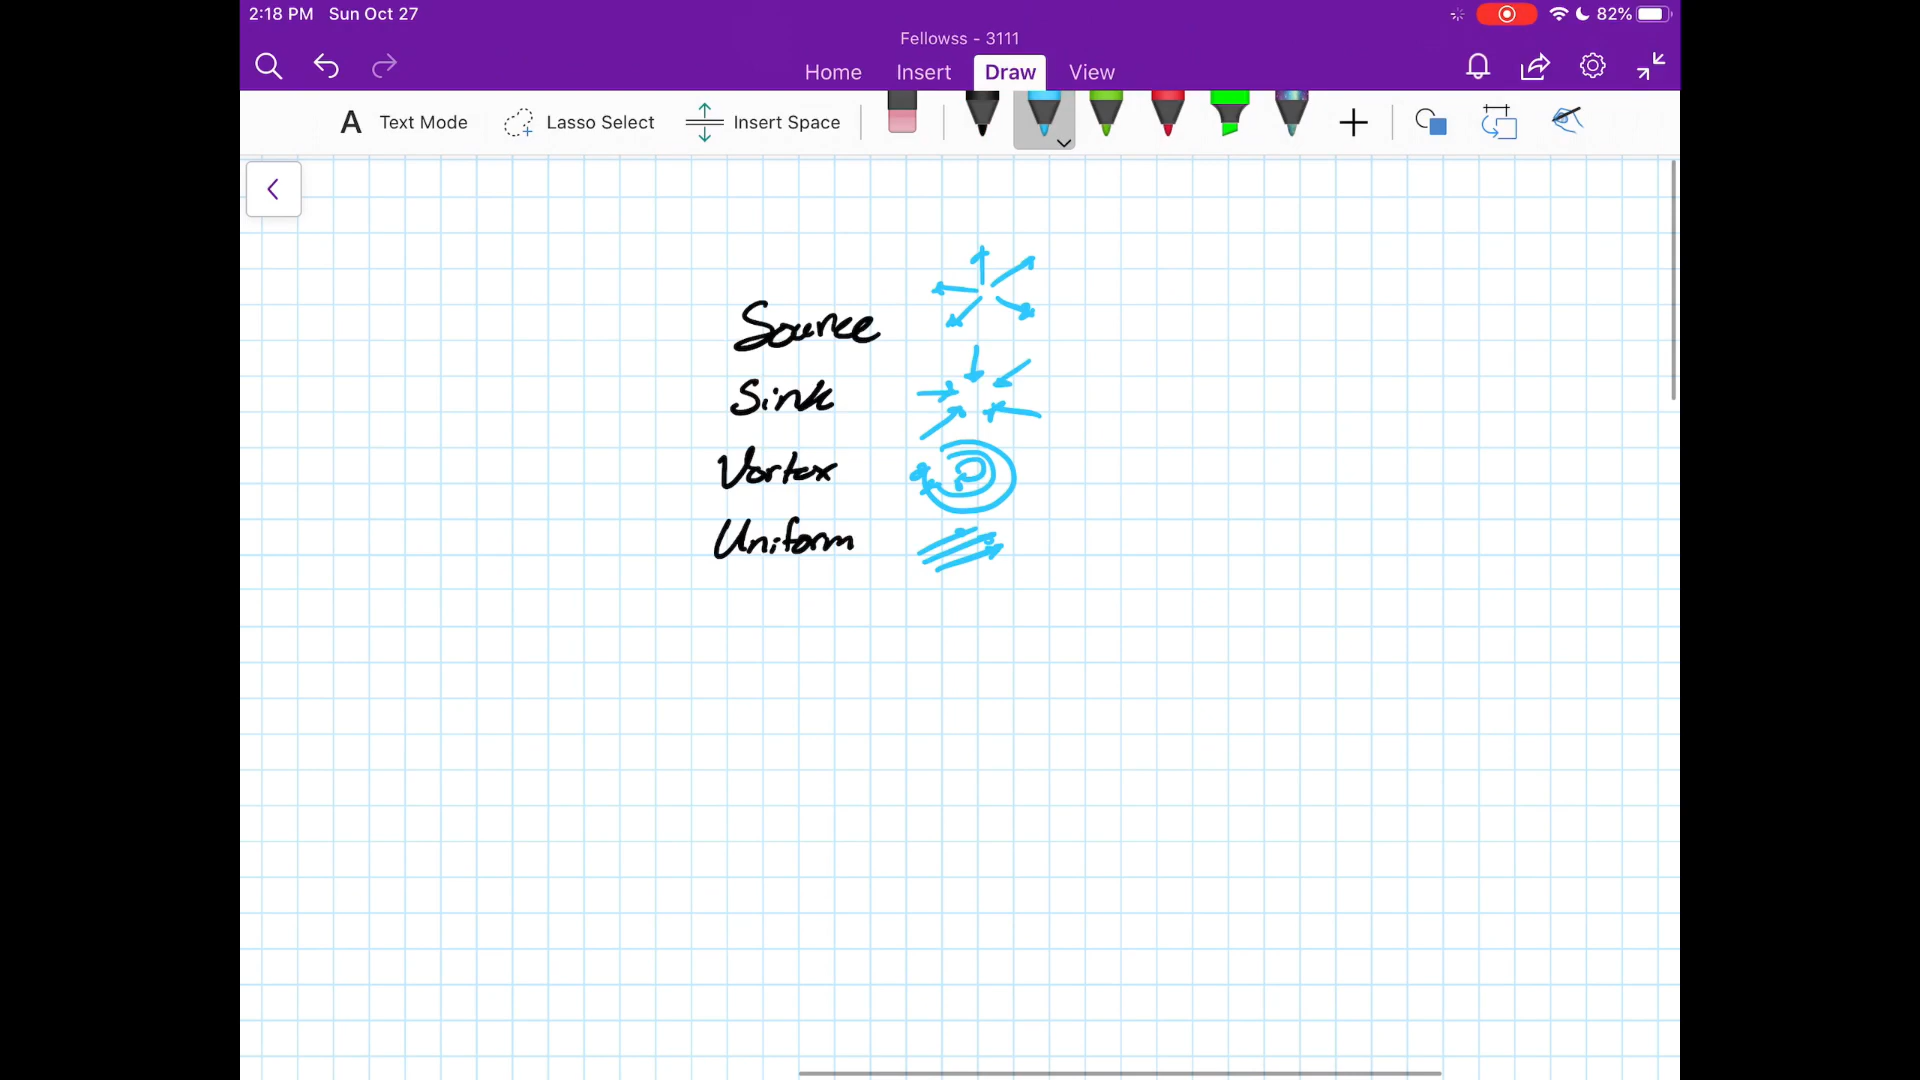 2:18 PM Sun Oct 27 82%
Fellowss - 3111
Home Insert Draw View
A Text Mode Lasso Select Insert Space
Source
Sink
Vortex
Uniform